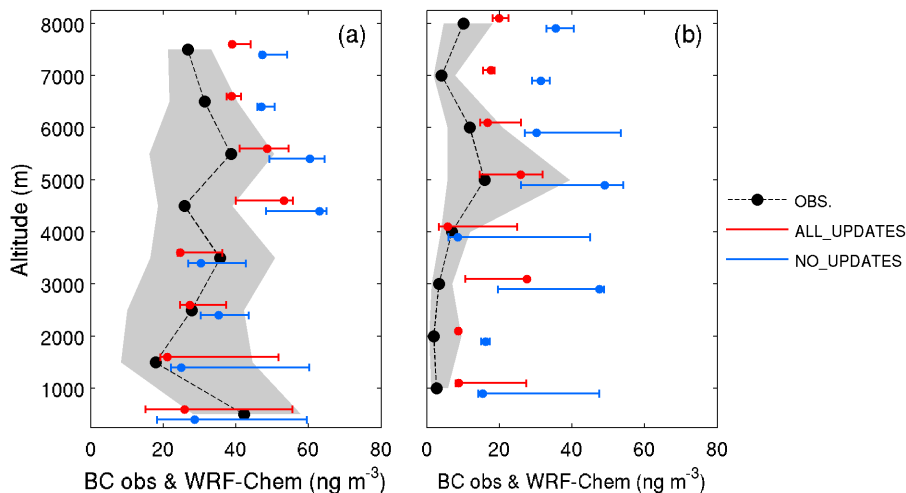 (a)
(b)
8000
7000
6000
5000
4000
3000
2000
1000
Altitude (m)
0 20 40 60 80
0 20 40 60 80
BC obs & WRF-Chem (ng m⁻³)
BC obs & WRF-Chem (ng m⁻³)
OBS.
ALL_UPDATES
NO_UPDATES